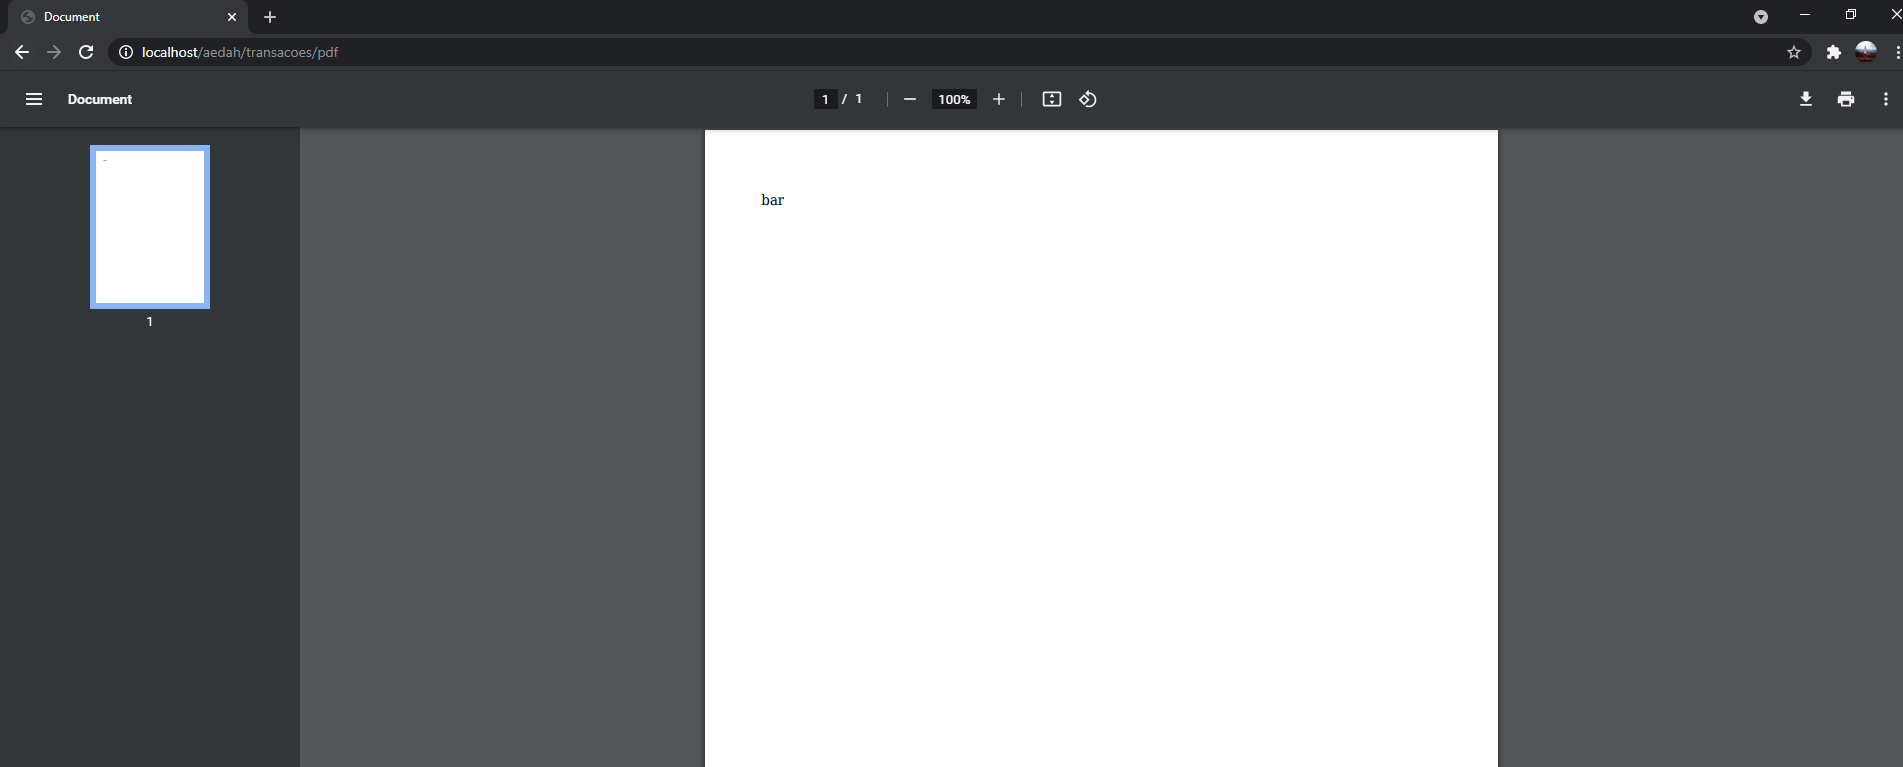 Document
localhost/aedah/transacoes/pdf
Document
1 / 1
100%
1
bar